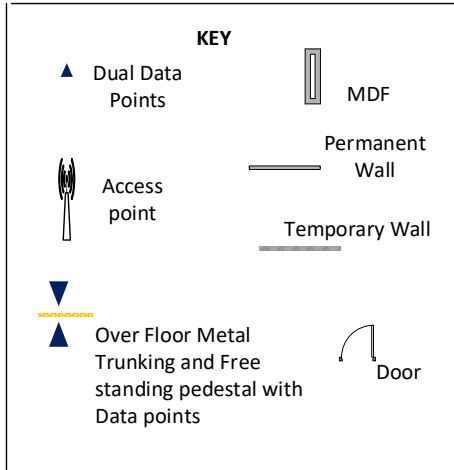 KEY
Dual Data
Points
MDF
Permanent
Wall
Access
point
Temporary Wall
Over Floor Metal
Trunking and Free
standing pedestal with
Data points
Door